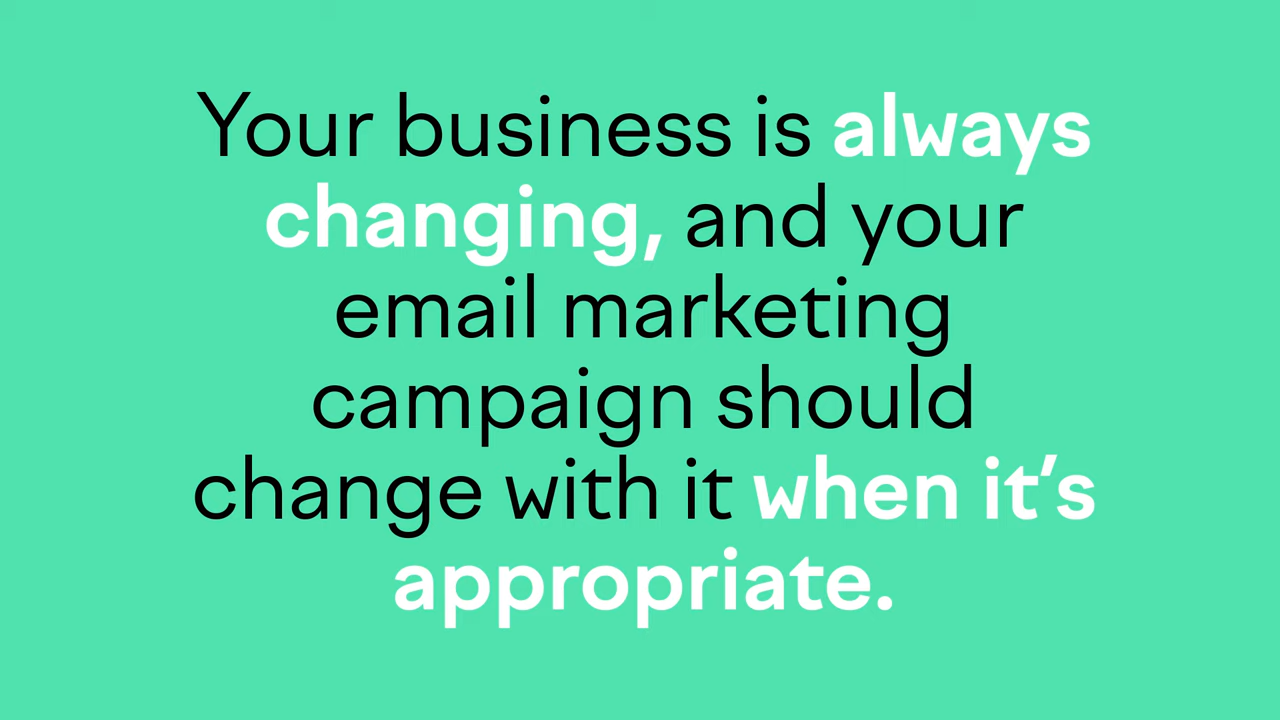 Your business is always
changing, and your
email marketing
campaign should
change with it when it’s
appropriate.